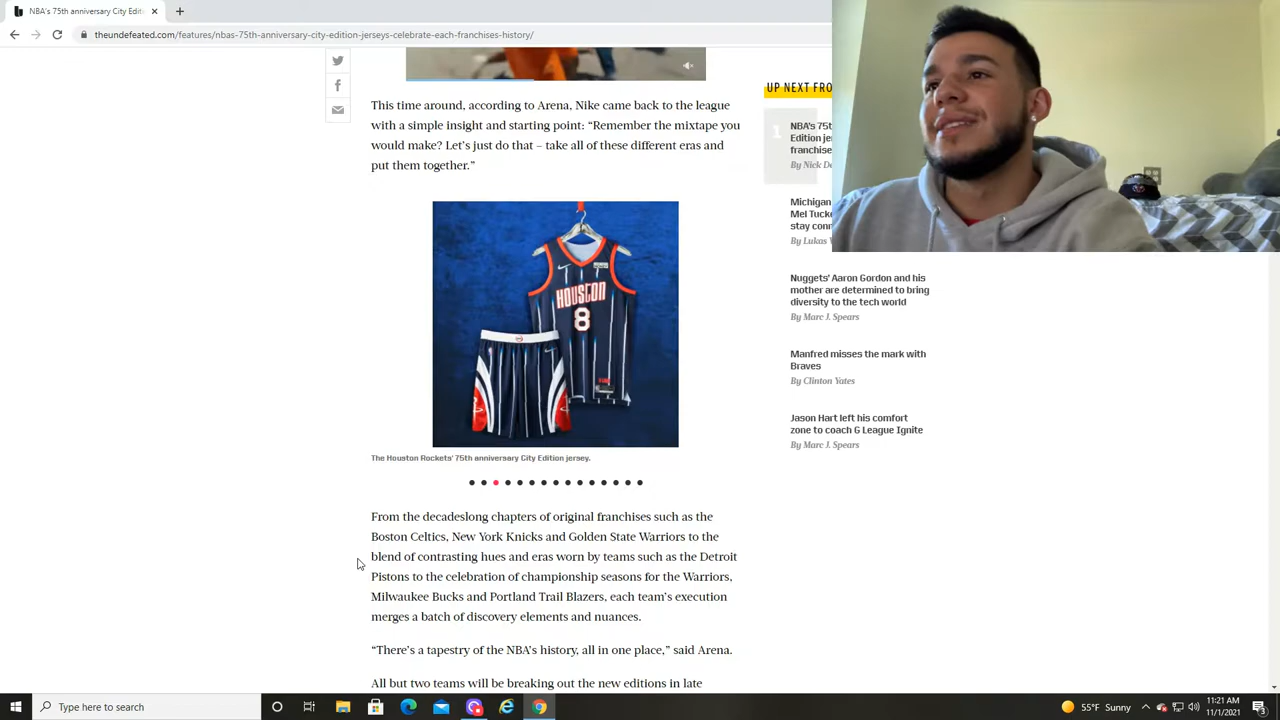 NBA's 75th Anniversary City Edit
theundefeated.com/features/nbas-75th-anniversary-city-edition-jerseys-celebrate-each-franchises-history/
UP NEXT FRO
This time around, according to Arena, Nike came back to the league
with a simple insight and starting point: “Remember the mixtape you
would make? Let’s just do that – take all of these different eras and
put them together.”
HOUSTON
8
The Houston Rockets' 75th anniversary City Edition jersey.
From the decadeslong chapters of original franchises such as the
Boston Celtics, New York Knicks and Golden State Warriors to the
blend of contrasting hues and eras worn by teams such as the Detroit
Pistons to the celebration of championship seasons for the Warriors,
Milwaukee Bucks and Portland Trail Blazers, each team’s execution
merges a batch of discovery elements and nuances.
“There’s a tapestry of the NBA’s history, all in one place,” said Arena.
All but two teams will be breaking out the new editions in late
1
NBA's 75t
Edition je
franchise
By Nick De
Michigan
Mel Tucke
stay conn
By Lukas
Nuggets' Aaron Gordon and his
mother are determined to bring
diversity to the tech world
By Marc J. Spears
Manfred misses the mark with
Braves
By Clinton Yates
Jason Hart left his comfort
zone to coach G League Ignite
By Marc J. Spears
Type here to search
55°F Sunny
11:21 AM
11/1/2021